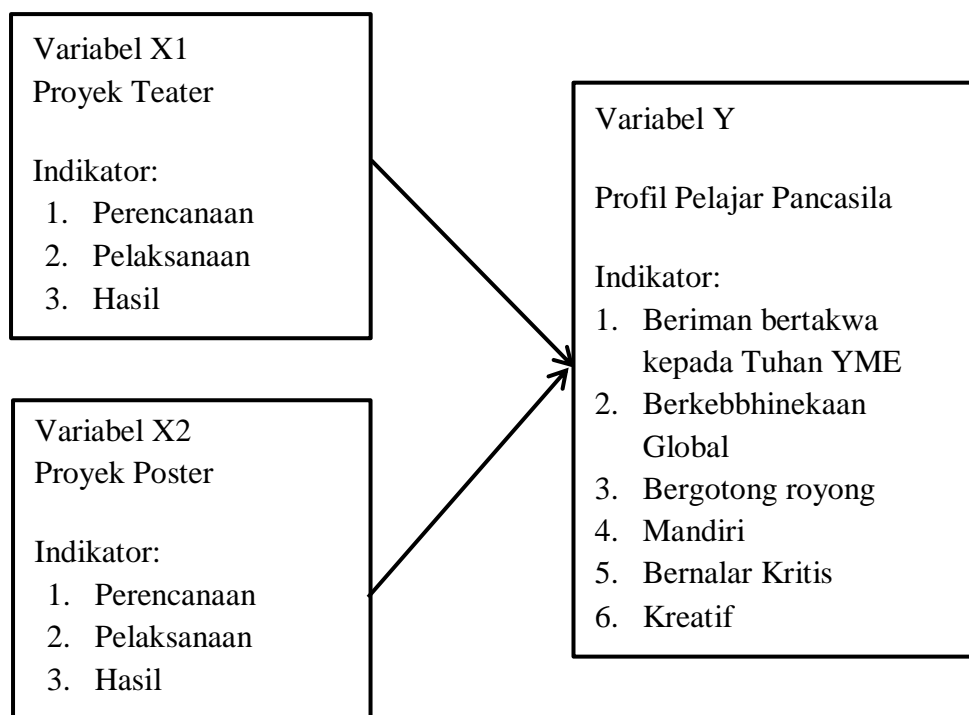 Variabel X1
Proyek Teater
Indikator:
1. Perencanaan
2. Pelaksanaan
3. Hasil
Variabel X2
Proyek Poster
Indikator:
1. Perencanaan
2. Pelaksanaan
3. Hasil
Variabel Y
Profil Pelajar Pancasila
Indikator:
1. Beriman bertakwa
kepada Tuhan YME
2. Berkebbhinekaan
Global
3. Bergotong royong
4. Mandiri
5. Bernalar Kritis
6. Kreatif